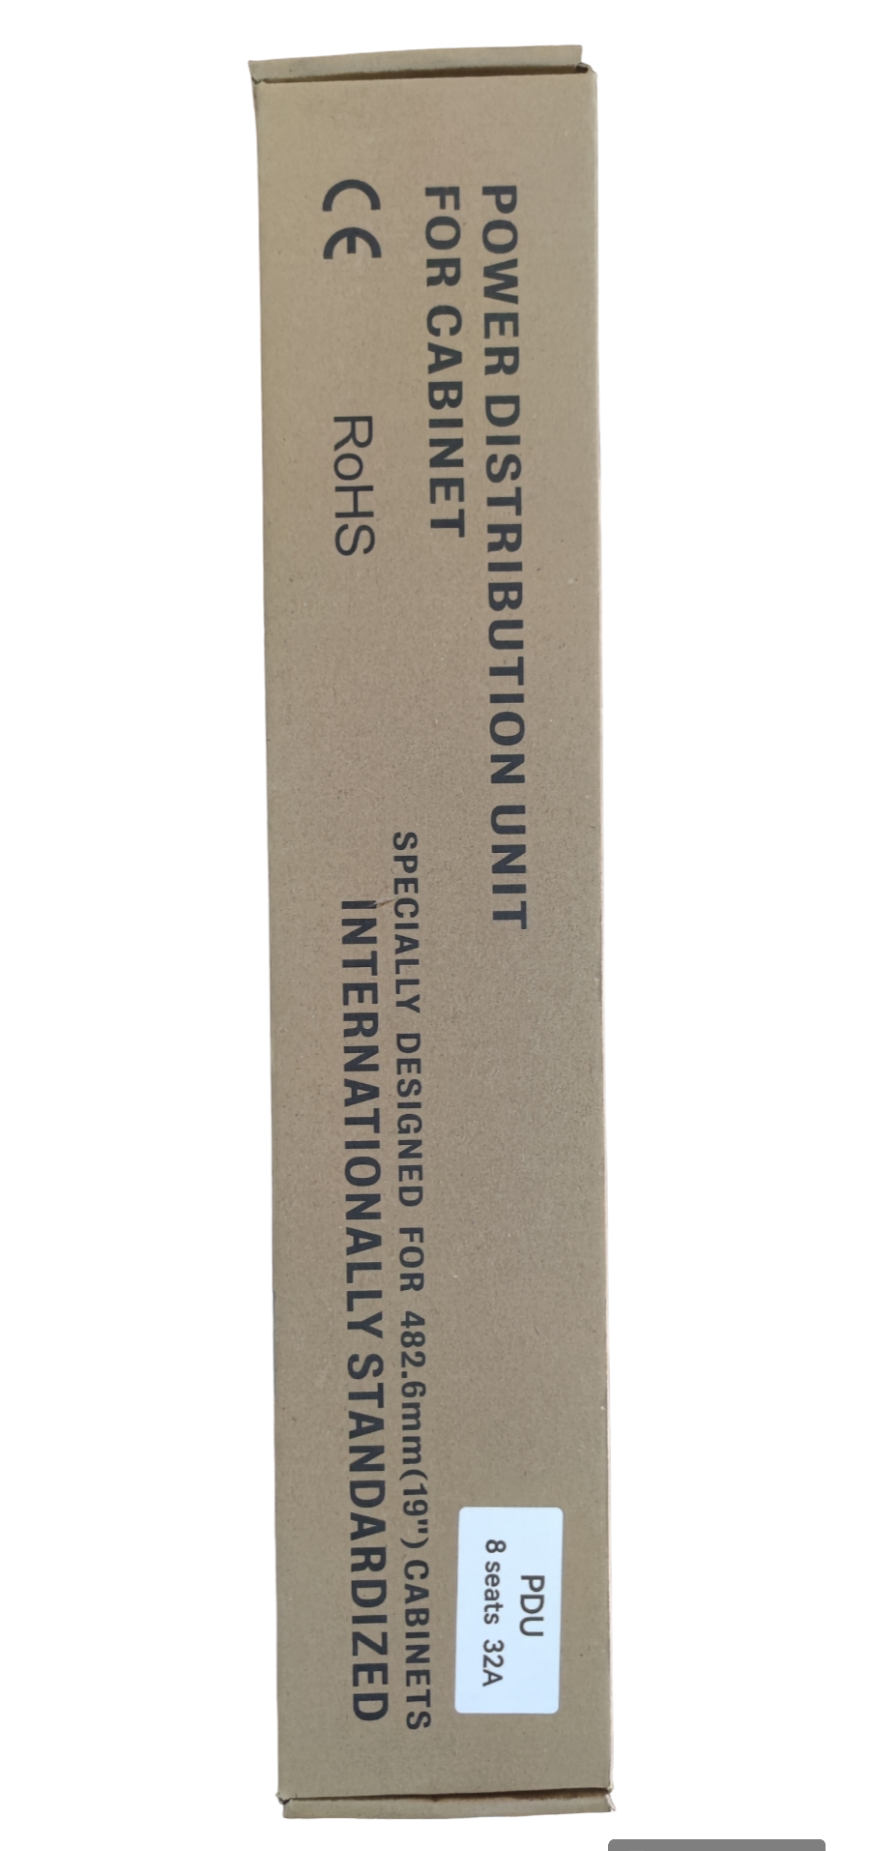 POWER DISTRIBUTION UNIT
FOR CABINET
CE RoHS
PDU
8 seats 32A
SPECIALLY DESIGNED FOR 482.6mm(19") CABINETS
INTERNATIONALLY STANDARDIZED